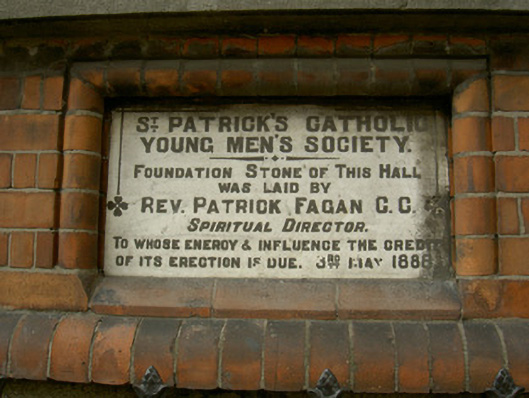 ST PATRICK'S CATHOLIC
YOUNG MEN'S SOCIETY.
FOUNDATION STONE OF THIS HALL
WAS LAID BY
REV. PATRICK FAGAN C.C.
SPIRITUAL DIRECTOR.
TO WHOSE ENERGY & INFLUENCE THE CREDIT
OF ITS ERECTION IS DUE. 3RD MAY 1888